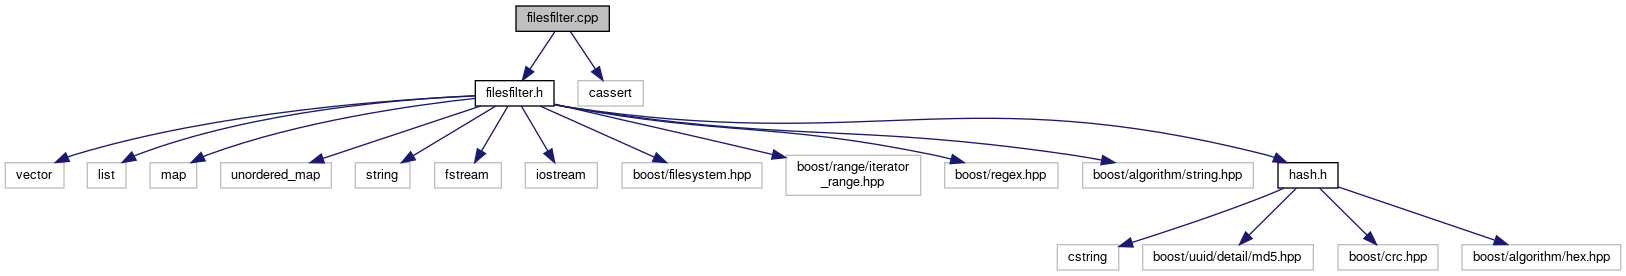 filesfilter.cpp
filesfilter.h
cassert
vector
list
map
unordered_map
string
fstream
iostream
boost/filesystem.hpp
boost/range/iterator
_range.hpp
boost/regex.hpp
boost/algorithm/string.hpp
hash.h
cstring
boost/uuid/detail/md5.hpp
boost/crc.hpp
boost/algorithm/hex.hpp